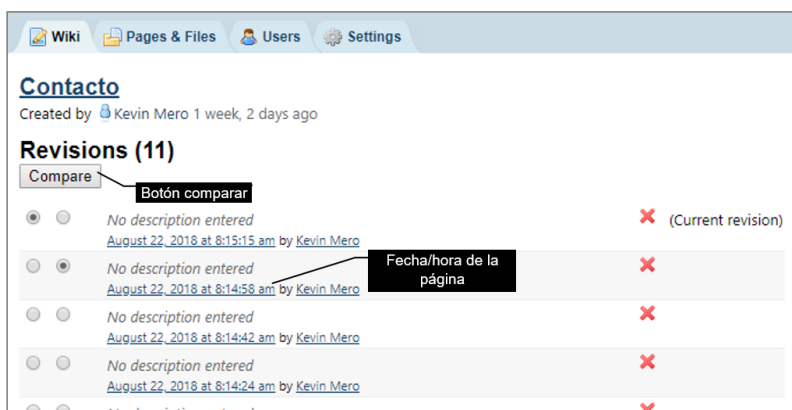 Wiki Pages & Files Users Settings
Contacto
Created by Kevin Mero 1 week, 2 days ago
Revisions (11)
Compare
Botón comparar
No description entered (Current revision)
August 22, 2018 at 8:15:15 am by Kevin Mero
No description entered
August 22, 2018 at 8:14:58 am by Kevin Mero
Fecha/hora de la
página
No description entered
August 22, 2018 at 8:14:42 am by Kevin Mero
No description entered
August 22, 2018 at 8:14:24 am by Kevin Mero